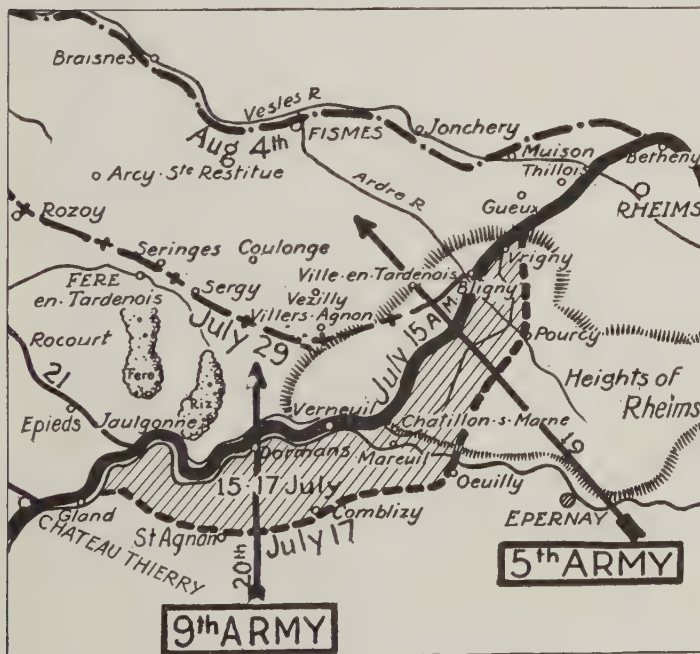 Braisnes
Vesles R
Aug 4th
FISMES
Jonchery
Muison
Betheny
Thillois
Arcy-Ste Restitue
Ardre R
RHEIMS
Gueux
Rozoy
Seringes
Coulonge
Vrigny
FERE
en-Tardenois
Ville-en-Tardenois
Bligny
Sergy
Vezilly
Villers-Agnon
July 29
July 15 A.M.
Pourcy
Rocourt
Fere
Riz
21
Heights of
Rheims
Epieds
Jaulgonne
Verneuil
Chatillon-s-Marne
Dormans
Mareuil
19
15-17 July
Oeuilly
Gland
Comblizy
EPERNAY
CHATEAU THIERRY
St Agnan
July 17
20th
5th ARMY
9th ARMY